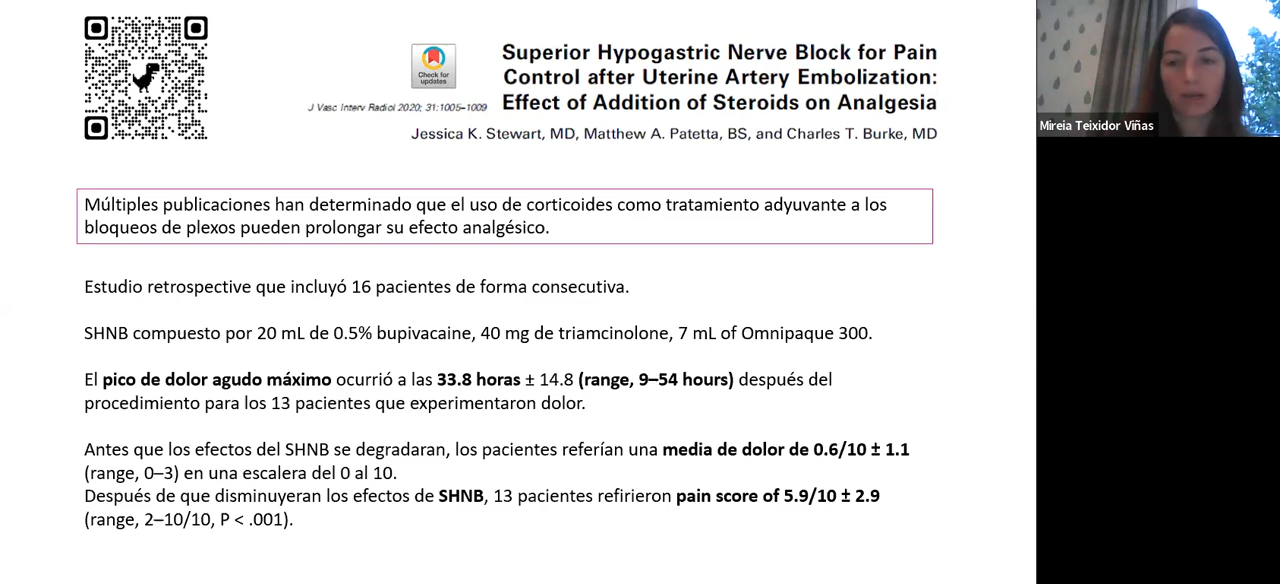 Superior Hypogastric Nerve Block for Pain
Control after Uterine Artery Embolization:
Effect of Addition of Steroids on Analgesia
Check for
updates
J Vasc Interv Radiol 2020; 31:1005–1009
Jessica K. Stewart, MD, Matthew A. Patetta, BS, and Charles T. Burke, MD
Mireia Teixidor Viñas
Múltiples publicaciones han determinado que el uso de corticoides como tratamiento adyuvante a los
bloqueos de plexos pueden prolongar su efecto analgésico.
Estudio retrospective que incluyó 16 pacientes de forma consecutiva.
SHNB compuesto por 20 mL de 0.5% bupivacaine, 40 mg de triamcinolone, 7 mL of Omnipaque 300.
El pico de dolor agudo máximo ocurrió a las 33.8 horas ± 14.8 (range, 9–54 hours) después del
procedimiento para los 13 pacientes que experimentaron dolor.
Antes que los efectos del SHNB se degradaran, los pacientes referían una media de dolor de 0.6/10 ± 1.1
(range, 0–3) en una escalera del 0 al 10.
Después de que disminuyeran los efectos de SHNB, 13 pacientes refirieron pain score of 5.9/10 ± 2.9
(range, 2–10/10, P < .001).